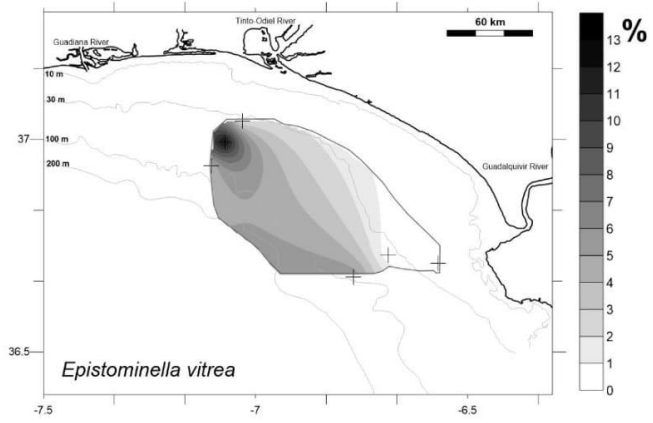 Guadiana River
Tinto-Odiel River
60 km
%
10 m
30 m
100 m
200 m
37
36.5
Guadalquivir River
Epistominella vitrea
-7.5
-7
-6.5
13
12
11
10
9
8
7
6
5
4
3
2
1
0